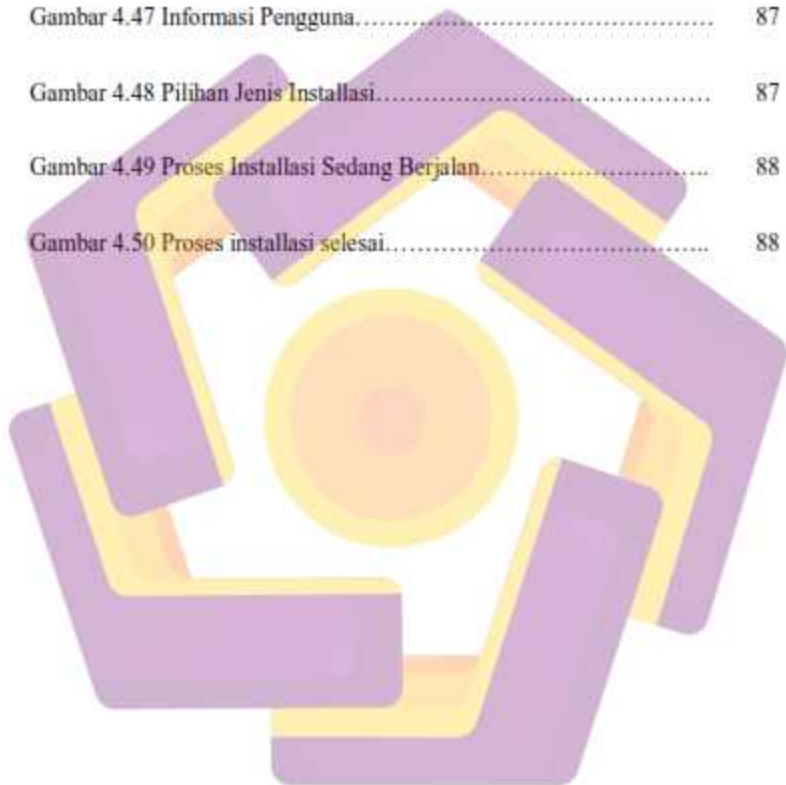 Gambar 4.47 Informasi Pengguna………………………………… 87
Gambar 4.48 Pilihan Jenis Installasi…………………………………. 87
Gambar 4.49 Proses Installasi Sedang Berjalan…………………….. 88
Gambar 4.50 Proses installasi selesai……………………………….. 88